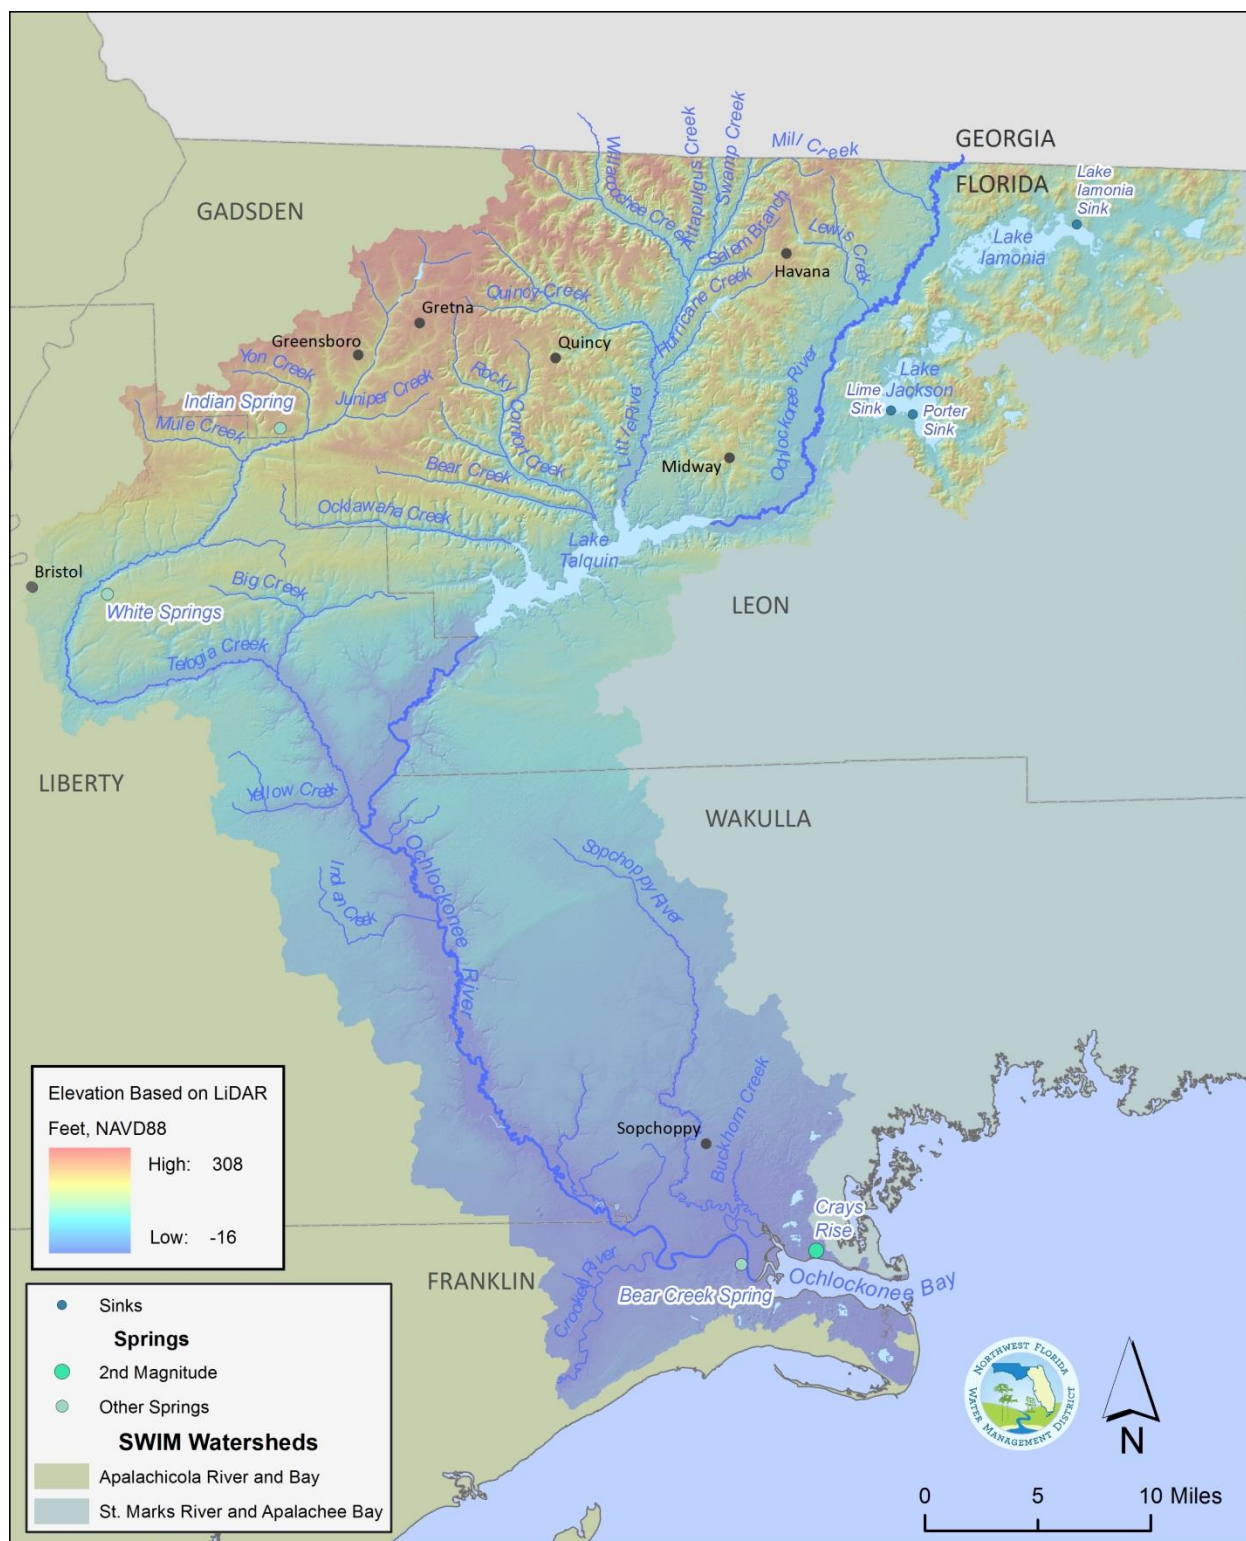 GEORGIA
FLORIDA
Lake
Iamonia
Sink
Lake
Iamonia
Willacoochee Creek
Attapulgus Creek
Swamp Creek
Mill Creek
GADSDEN
Salem Branch
Lewis Creek
Havana
Hurricane Creek
Quincy Creek
Gretna
Greensboro
Quincy
Yon Creek
Juniper Creek
Rocky Comfort Creek
Little River
Ochlockonee River
Lake
Jackson
Lime
Sink
Porter
Sink
Indian Spring
Mule Creek
Bear Creek
Midway
Ocklawaha Creek
Lake
Talquin
Bristol
Big Creek
White Springs
LEON
Telogia Creek
LIBERTY
Yellow Creek
WAKULLA
Ochlockonee River
Sopchoppy River
Indian Creek
Buckhorn Creek
Sopchoppy
Crays
Rise
FRANKLIN
Crooked River
Bear Creek Spring
Ochlockonee Bay
Elevation Based on LiDAR
Feet, NAVD88
High: 308
Low: -16
Sinks
Springs
2nd Magnitude
Other Springs
SWIM Watersheds
Apalachicola River and Bay
St. Marks River and Apalachee Bay
NORTHWEST FLORIDA
WATER MANAGEMENT DISTRICT
N
0 5 10 Miles